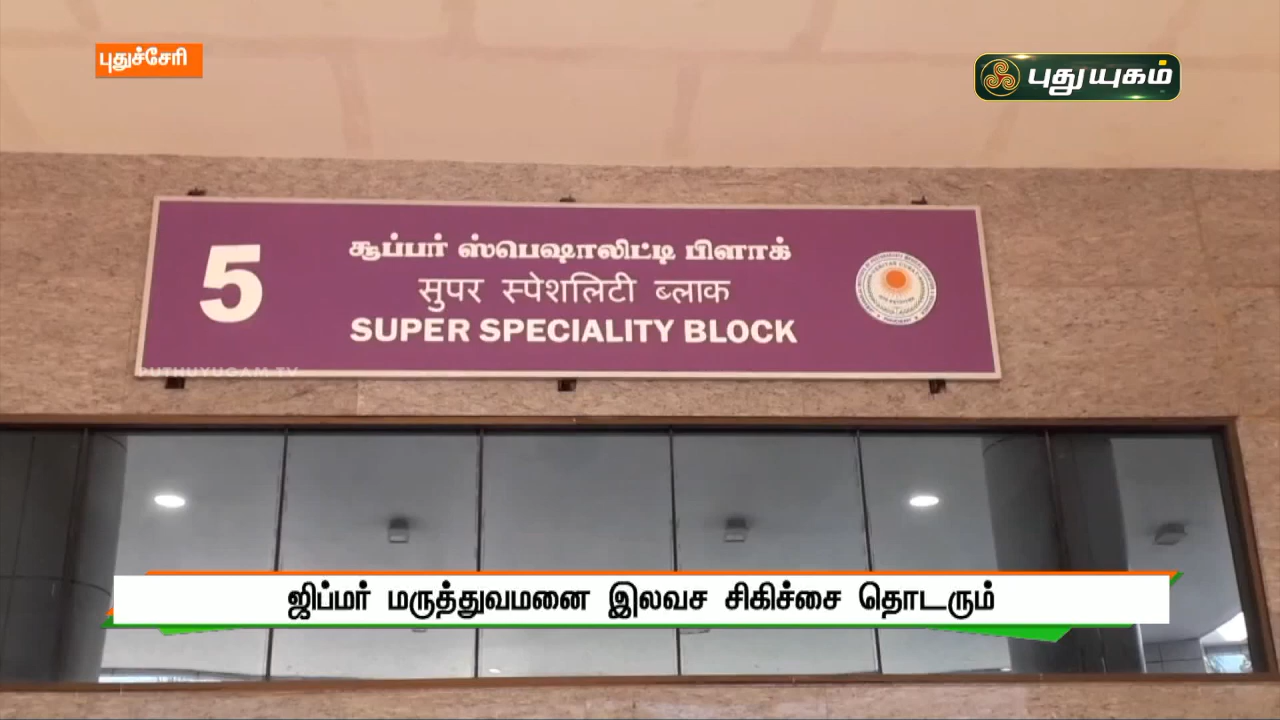 புதுச்சேரி
புதுயுகம்
5
சூப்பர் ஸ்பெஷாலிட்டி பிளாக்
सुपर स्पेशलिटी ब्लाक
SUPER SPECIALITY BLOCK
PUTHUYUGAM TV
ஜிப்மர் மருத்துவமனை இலவச சிகிச்சை தொடரும்